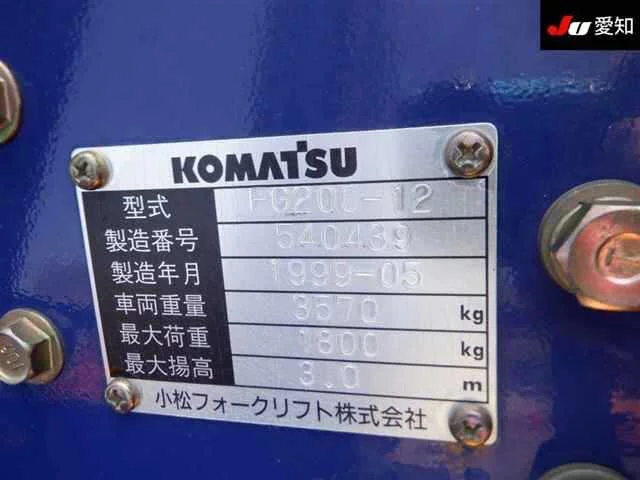 JU 愛知
KOMATSU
型式 FG20C-12
製造番号 540439
製造年月 1999-05
車両重量 3570 kg
最大荷重 1800 kg
最大揚高 3.0 m
小松フォークリフト株式会社